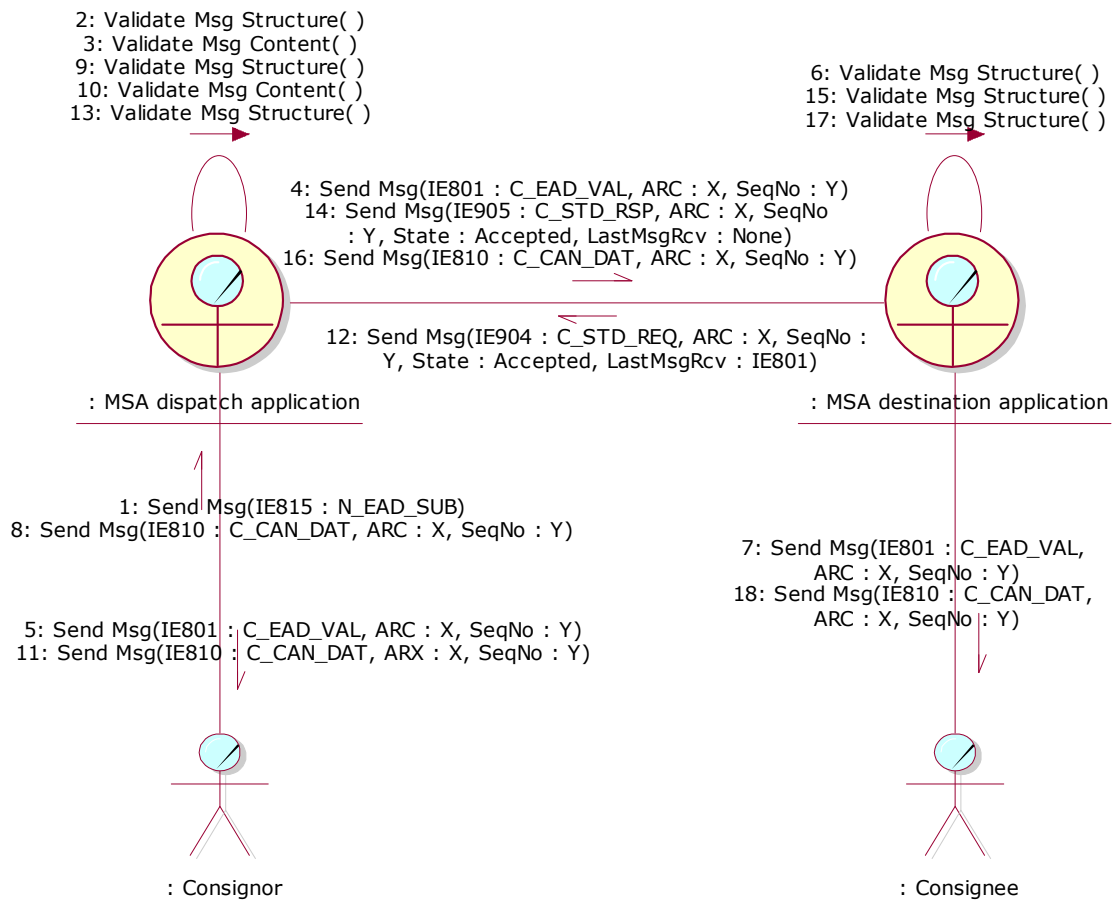 2: Validate Msg Structure( )
3: Validate Msg Content( )
9: Validate Msg Structure( )
10: Validate Msg Content( )
13: Validate Msg Structure( )
6: Validate Msg Structure( )
15: Validate Msg Structure( )
17: Validate Msg Structure( )
4: Send Msg(IE801 : C_EAD_VAL, ARC : X, SeqNo : Y)
14: Send Msg(IE905 : C_STD_RSP, ARC : X, SeqNo
: Y, State : Accepted, LastMsgRcv : None)
16: Send Msg(IE810 : C_CAN_DAT, ARC : X, SeqNo : Y)
12: Send Msg(IE904 : C_STD_REQ, ARC : X, SeqNo :
Y, State : Accepted, LastMsgRcv : IE801)
: MSA dispatch application
: MSA destination application
1: Send Msg(IE815 : N_EAD_SUB)
8: Send Msg(IE810 : C_CAN_DAT, ARC : X, SeqNo : Y)
7: Send Msg(IE801 : C_EAD_VAL,
ARC : X, SeqNo : Y)
18: Send Msg(IE810 : C_CAN_DAT,
ARC : X, SeqNo : Y)
5: Send Msg(IE801 : C_EAD_VAL, ARC : X, SeqNo : Y)
11: Send Msg(IE810 : C_CAN_DAT, ARX : X, SeqNo : Y)
: Consignor
: Consignee